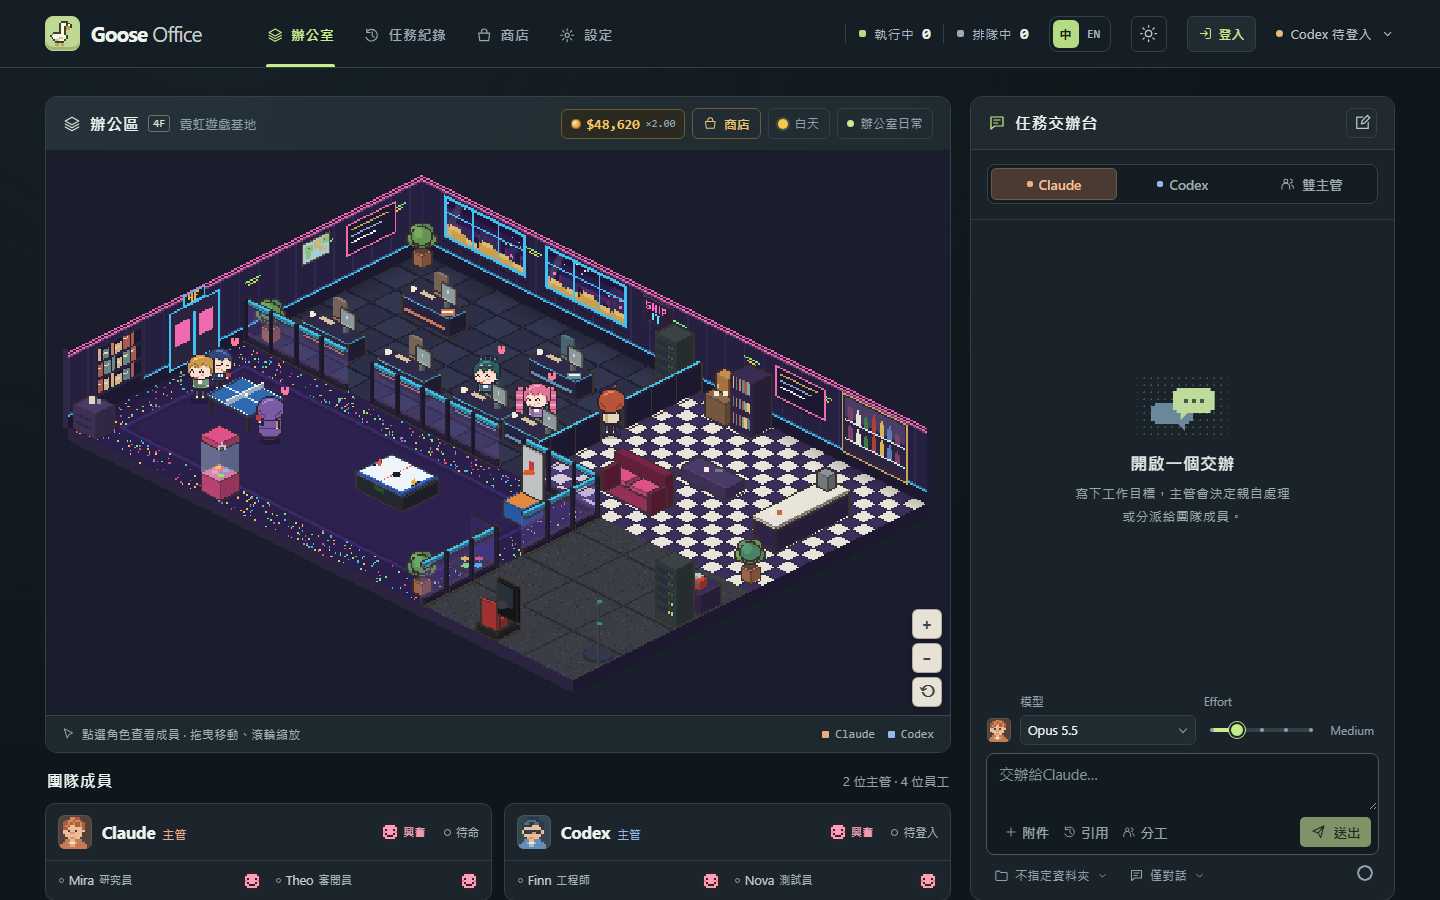 Goose Office
辦公室
任務紀錄
商店
設定
執行中 0
排隊中 0
中 EN
登入
Codex 待登入
辦公區 4F 霓虹遊戲基地
$48,620 ×2.00
商店
白天
辦公室日常
任務交辦台
Claude
Codex
雙主管
SHIP
IT
開啟一個交辦
寫下工作目標，主管會決定親自處理
或分派給團隊成員。
+
−
點選角色查看成員 · 拖曳移動、滾輪縮放
Claude
Codex
模型
Effort
Opus 5.5
Medium
交辦給Claude...
附件
引用
分工
送出
不指定資料夾
僅對話
團隊成員
2 位主管 · 4 位員工
Claude 主管
興奮
待命
Mira 研究員
Theo 審閱員
Codex 主管
興奮
待登入
Finn 工程師
Nova 測試員